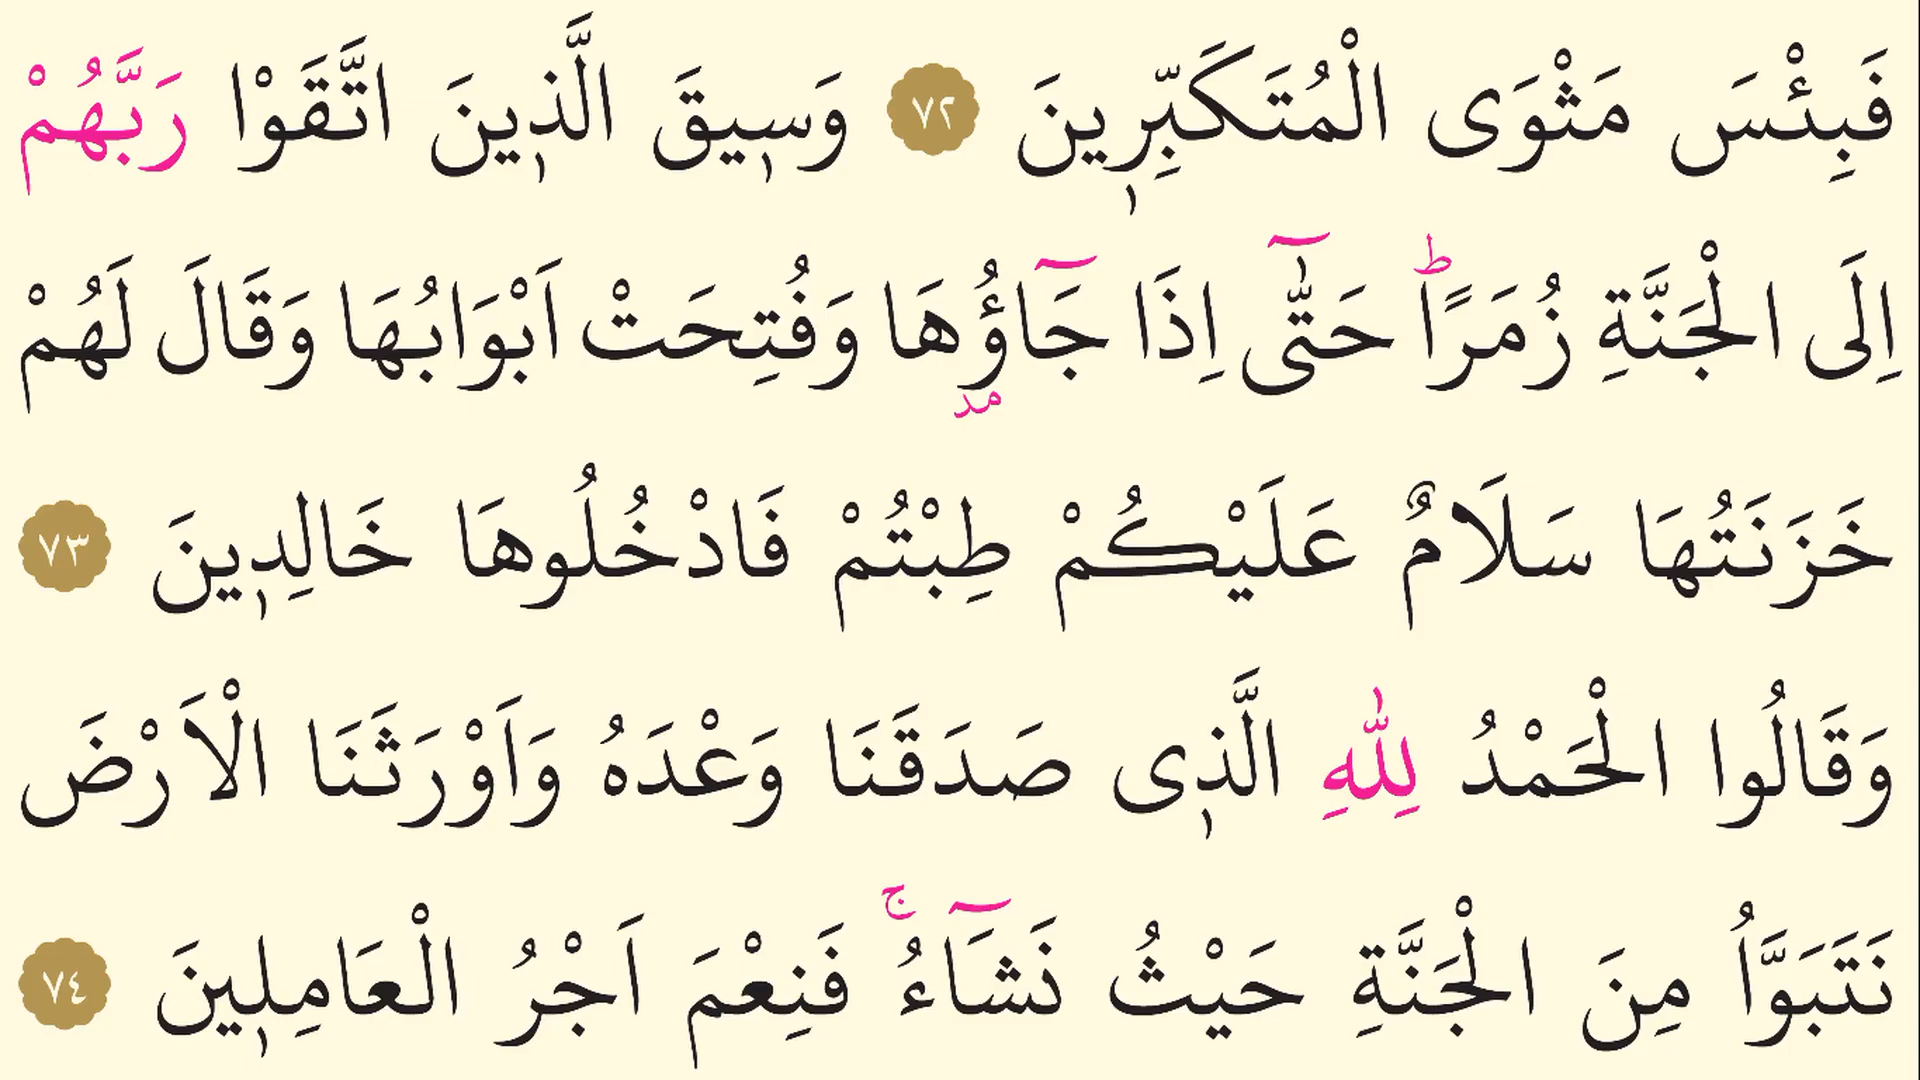 فَبِئْسَ مَثْوَى الْمُتَكَبِّرٖينَ ٧٢ وَسٖيقَ الَّذٖينَ اتَّقَوْا رَبَّهُمْ
اِلَى الْجَنَّةِ زُمَرًاؕ حَتّٰٓى اِذَا جَٓاؤُ۫هَا وَفُتِحَتْ اَبْوَابُهَا وَقَالَ لَهُمْ
خَزَنَتُهَا سَلَامٌ عَلَيْكُمْ طِبْتُمْ فَادْخُلُوهَا خَالِدٖينَ ٧٣
وَقَالُوا الْحَمْدُ لِلّٰهِ الَّذٖى صَدَقَنَا وَعْدَهُ وَاَوْرَثَنَا الْاَرْضَ
نَتَبَوَّاُ مِنَ الْجَنَّةِ حَيْثُ نَشَٓاءُۚ فَنِعْمَ اَجْرُ الْعَامِلٖينَ ٧٤